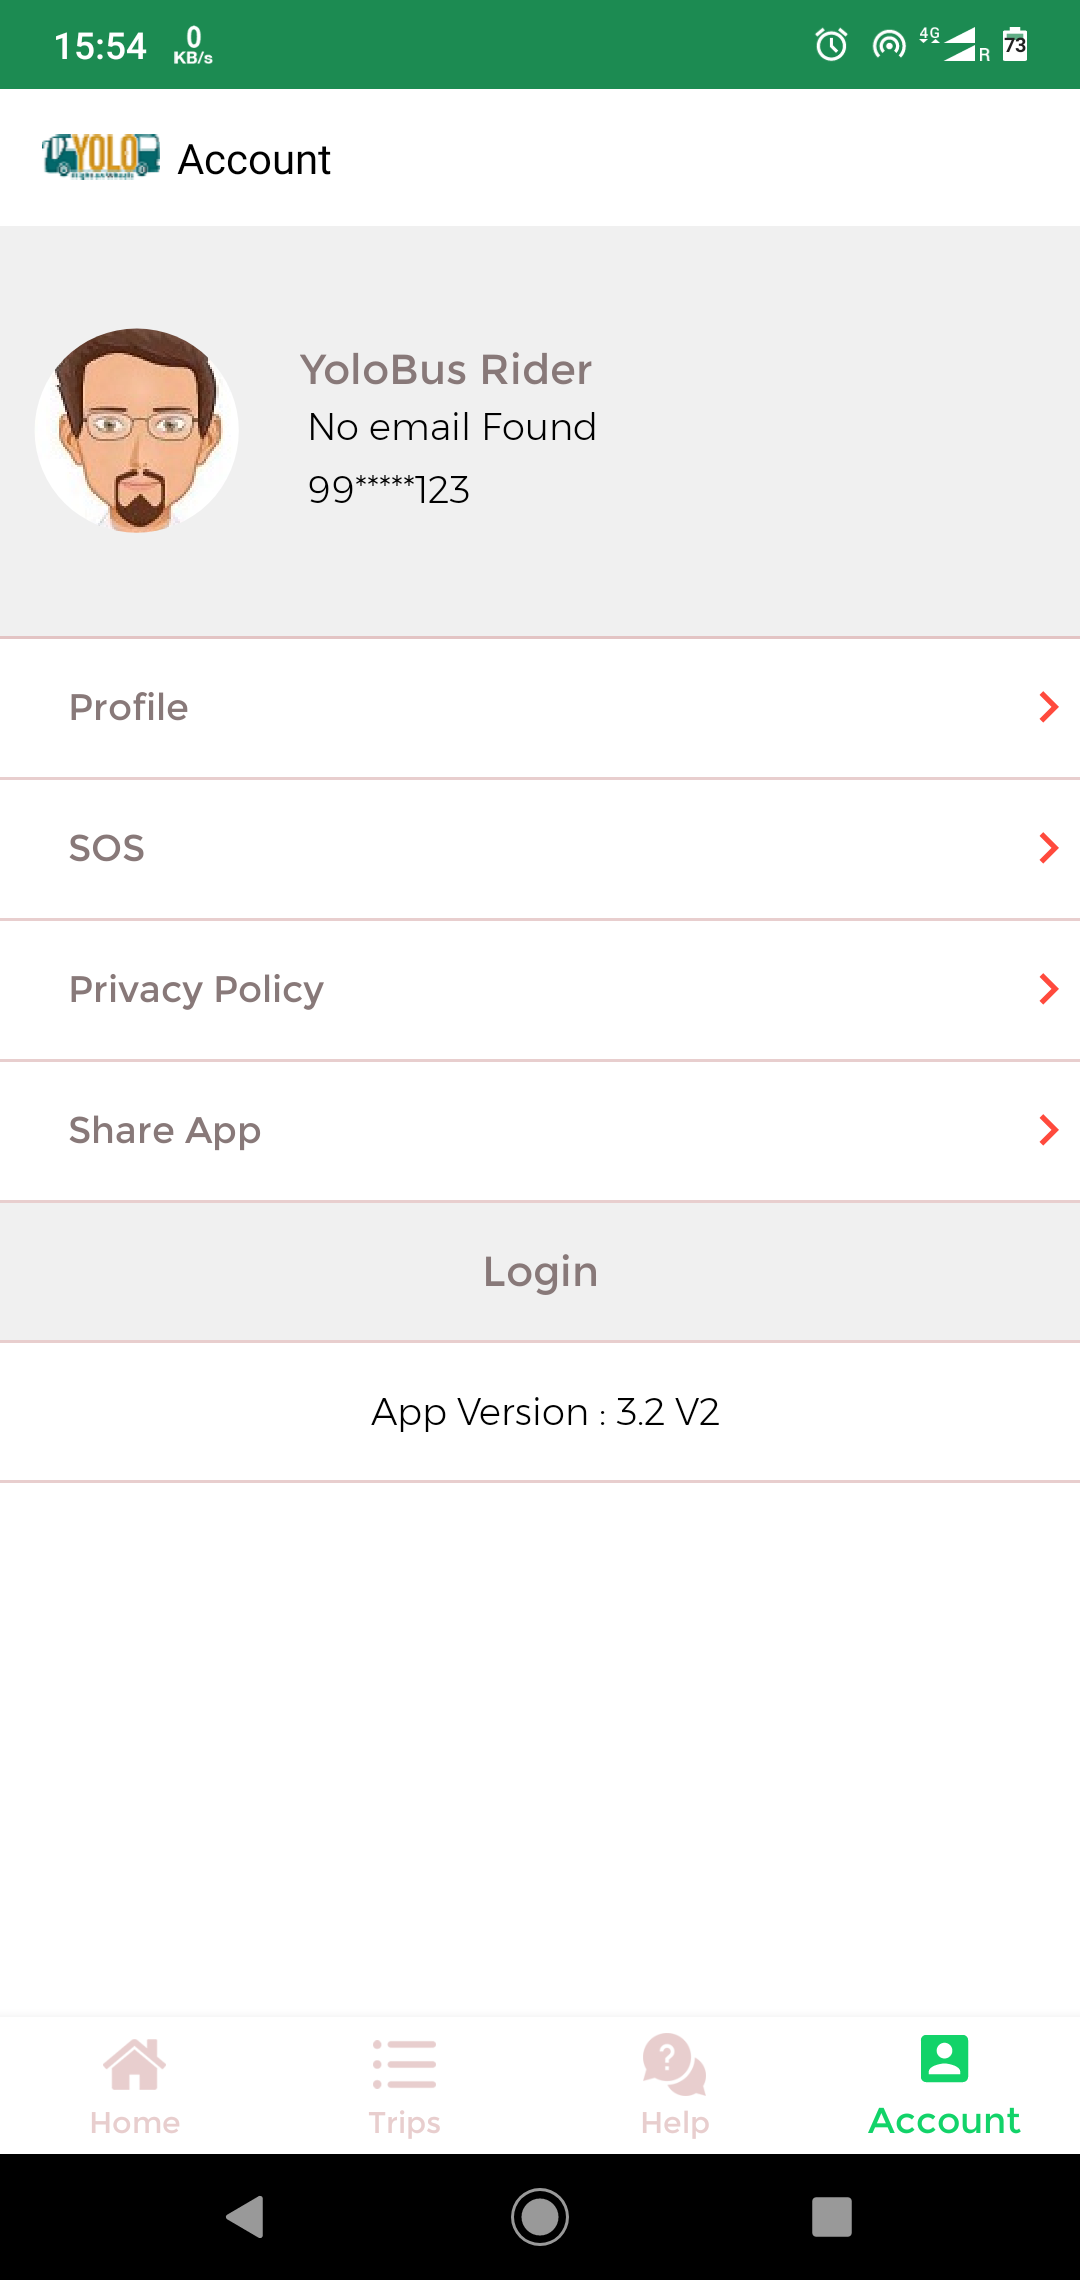 15:54
0
KB/s
4G
R
73
YOLO
Account
YoloBus Rider
No email Found
99*****123
Profile
SOS
Privacy Policy
Share App
Login
App Version : 3.2 V2
Home
Trips
Help
Account